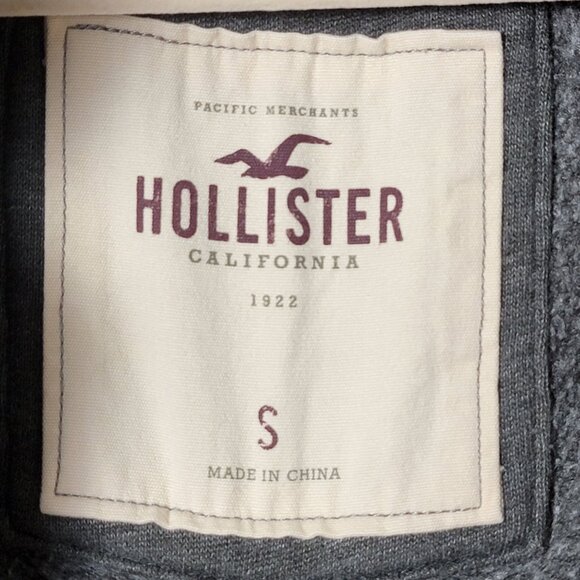 PACIFIC MERCHANTS
HOLLISTER
CALIFORNIA
1922
S
MADE IN CHINA